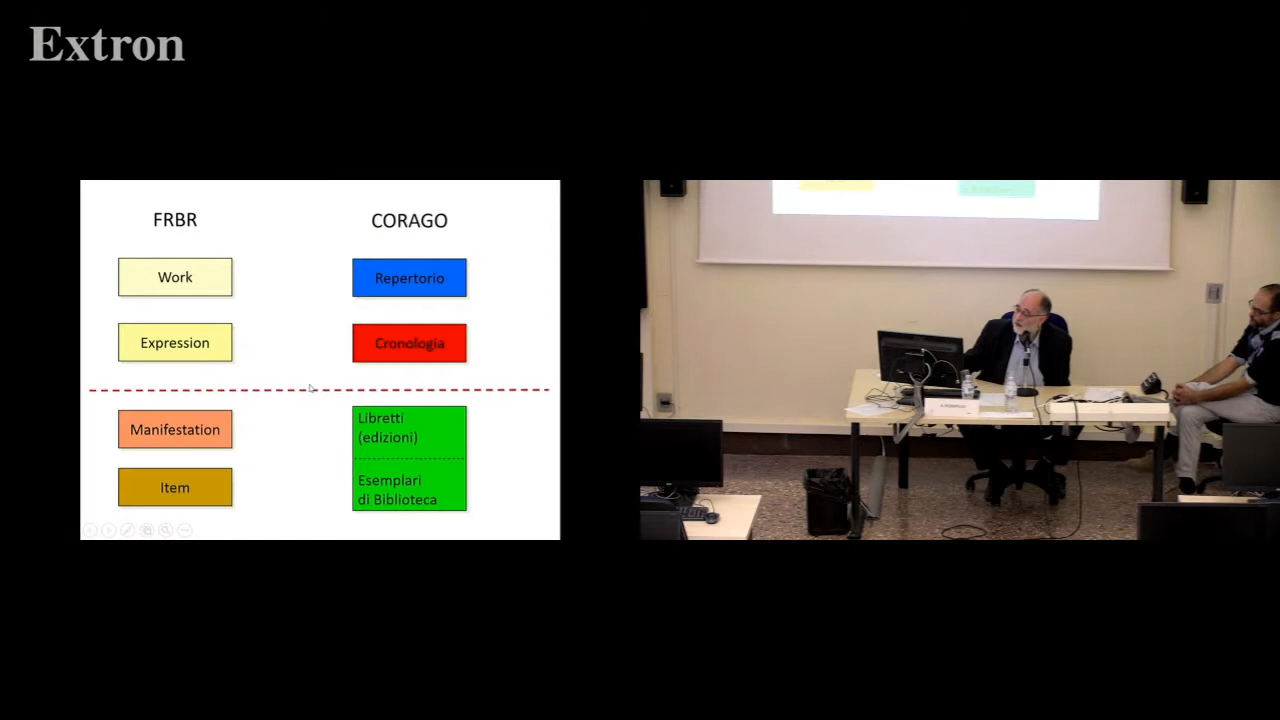 Extron
FRBR
CORAGO
Work
Repertorio
Expression
Cronologia
Manifestation
Libretti
(edizioni)
Item
Esemplari
di Biblioteca